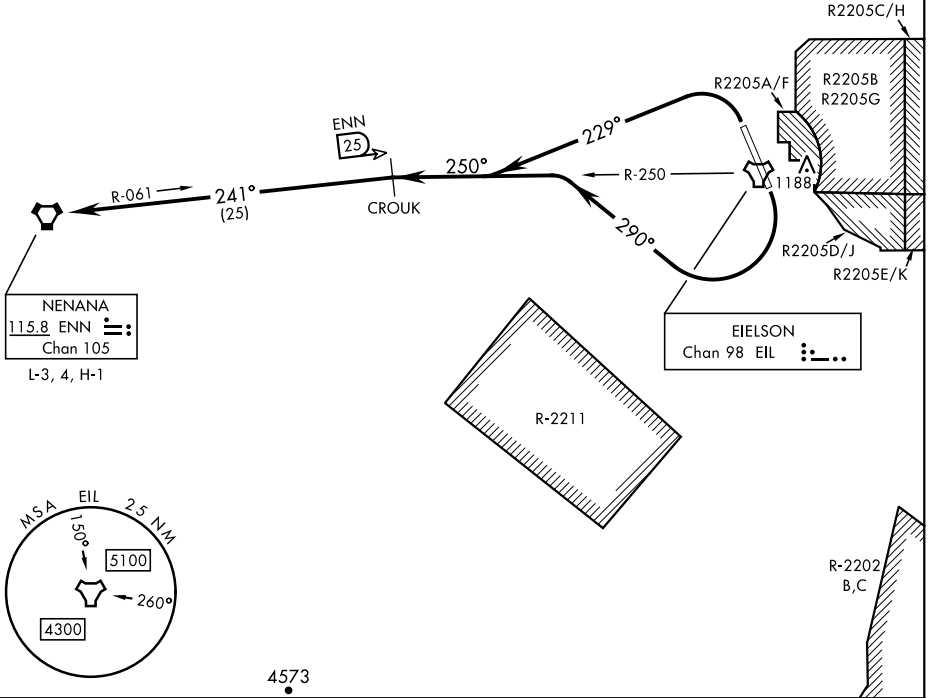 R2205C/H
R2205A/F
R2205B
R2205G
ENN
25
229°
R-061
241°
(25)
CROUK
250°
R-250
1188
290°
R2205D/J
R2205E/K
NENANA
115.8 ENN
Chan 105
L-3, 4, H-1
EIELSON
Chan 98 EIL
R-2211
MSA EIL 25 NM
150°
5100
260°
4300
R-2202
B,C
4573